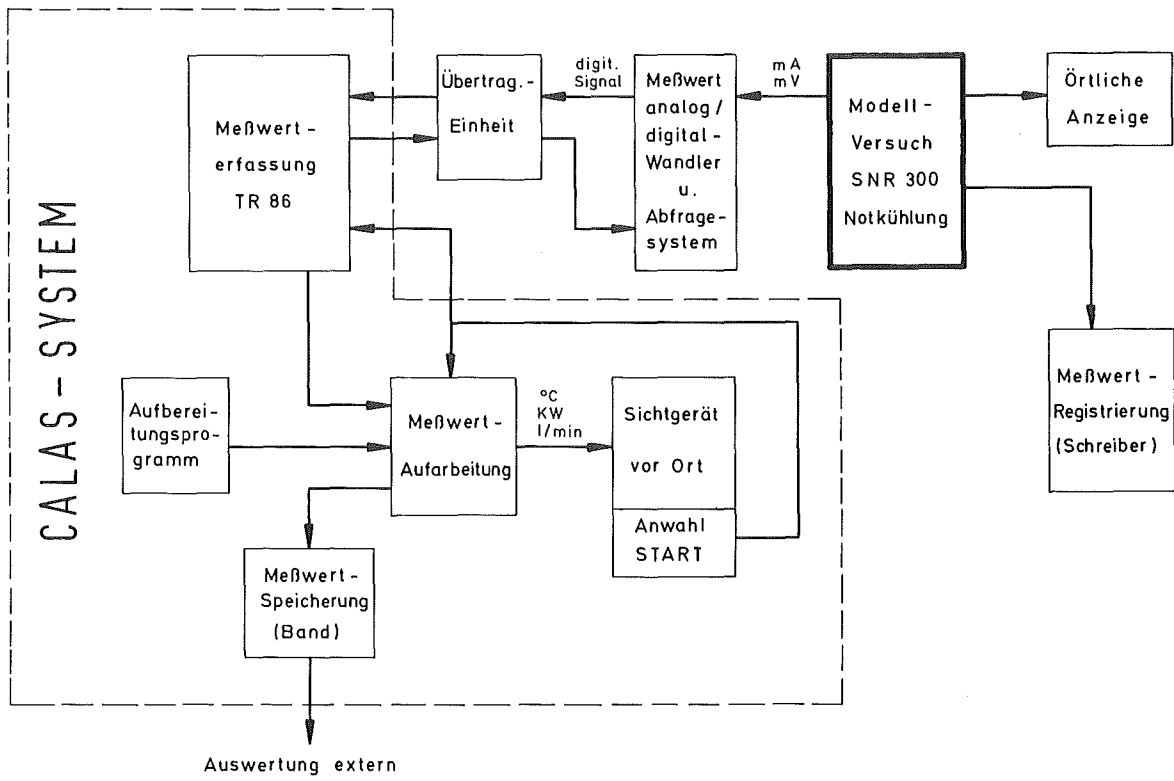 CALAS-SYSTEM
Meßwert-
erfassung
TR 86
Übertrag.-
Einheit
digit.
Signal
Meßwert
analog/
digital-
Wandler
u.
Abfrage-
system
mA
mV
Modell-
Versuch
SNR 300
Notkühlung
Örtliche
Anzeige
Meßwert-
Registrierung
(Schreiber)
Aufberei-
tungspro-
gramm
Meßwert-
Aufarbeitung
°C
KW
l/min
Sichtgerät
vor Ort
Anwahl
START
Meßwert-
Speicherung
(Band)
Auswertung extern